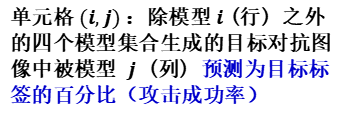 单元格(i,j)：除模型i(行）之外
的四个模型集合生成的目标对抗图
像中被模型 j （列）预测为目标标
签的百分比（攻击成功率）